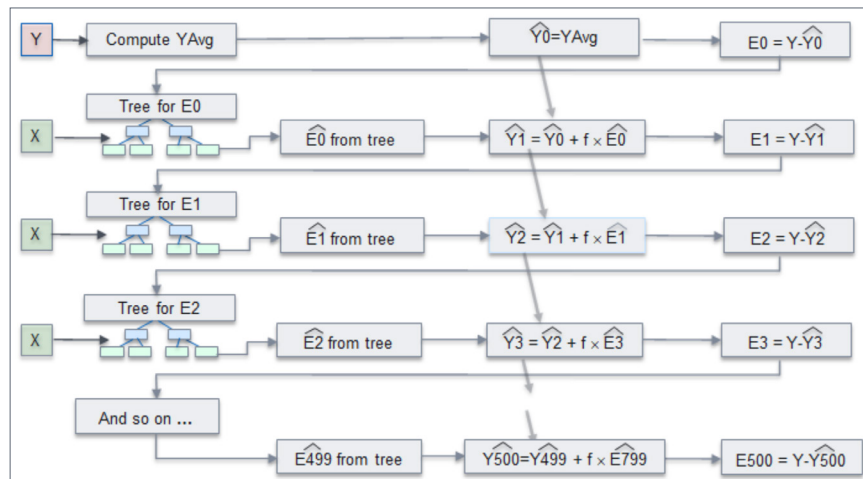 Y
Compute YAvg
Ŷ0=YAvg
E0 = Y-Ŷ0
Tree for E0
X
Ê0 from tree
Ŷ1 = Ŷ0 + f × Ê0
E1 = Y-Ŷ1
Tree for E1
X
Ê1 from tree
Ŷ2 = Ŷ1 + f × Ê1
E2 = Y-Ŷ2
Tree for E2
X
Ê2 from tree
Ŷ3 = Ŷ2 + f × Ê3
E3 = Y-Ŷ3
And so on ...
Ê499 from tree
Ŷ500=Ŷ499 + f × Ê799
E500 = Y-Ŷ500